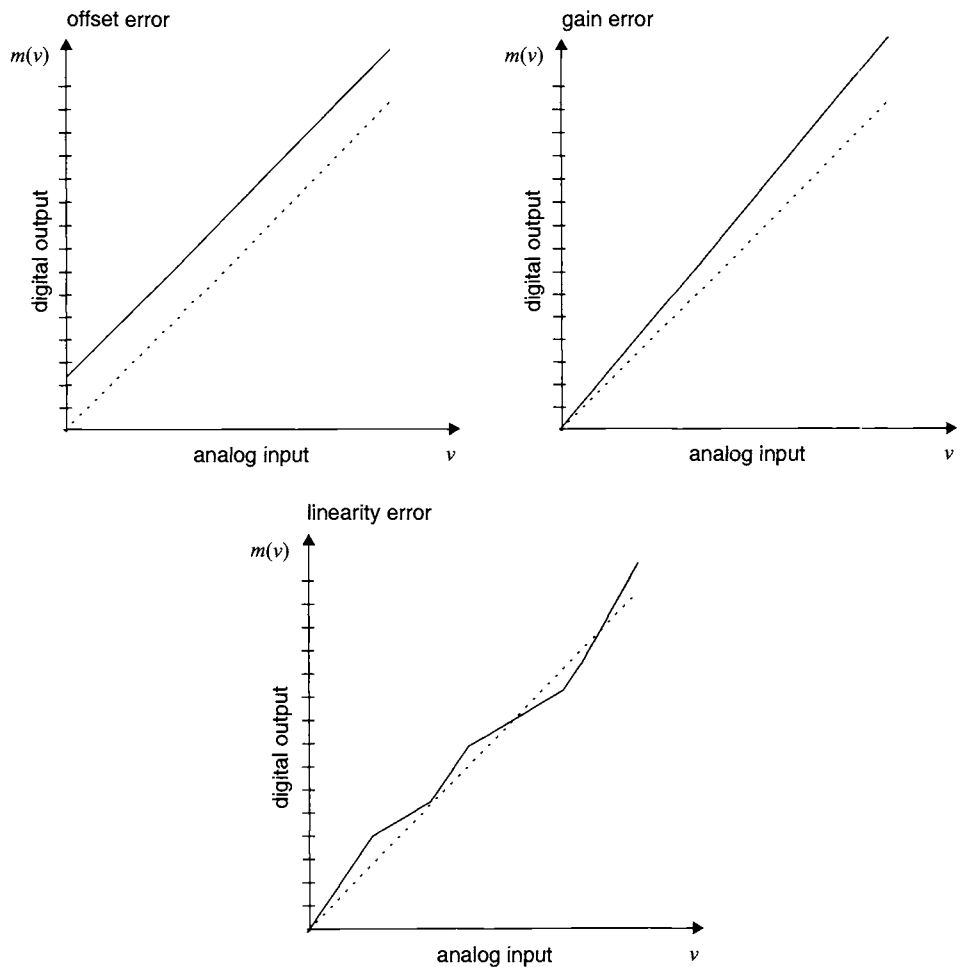 offset error
m(v)
digital output
analog input
v
gain error
m(v)
digital output
analog input
v
linearity error
m(v)
digital output
analog input
v